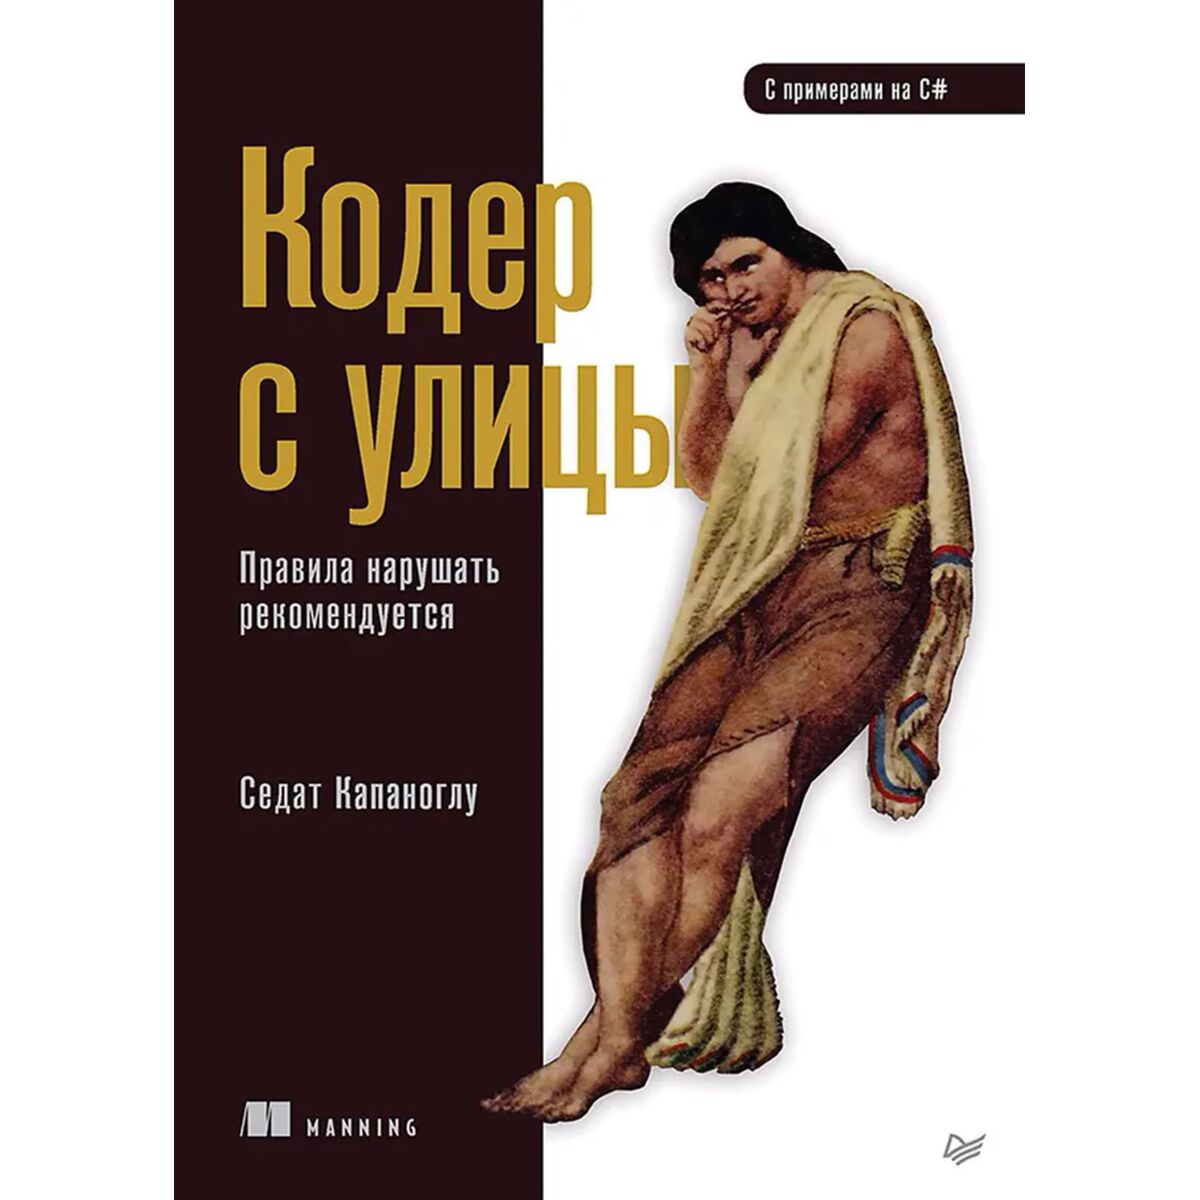 С примерами на C#
Кодер
с улицы
Правила нарушать
рекомендуется
Седат Капаноглу
MANNING